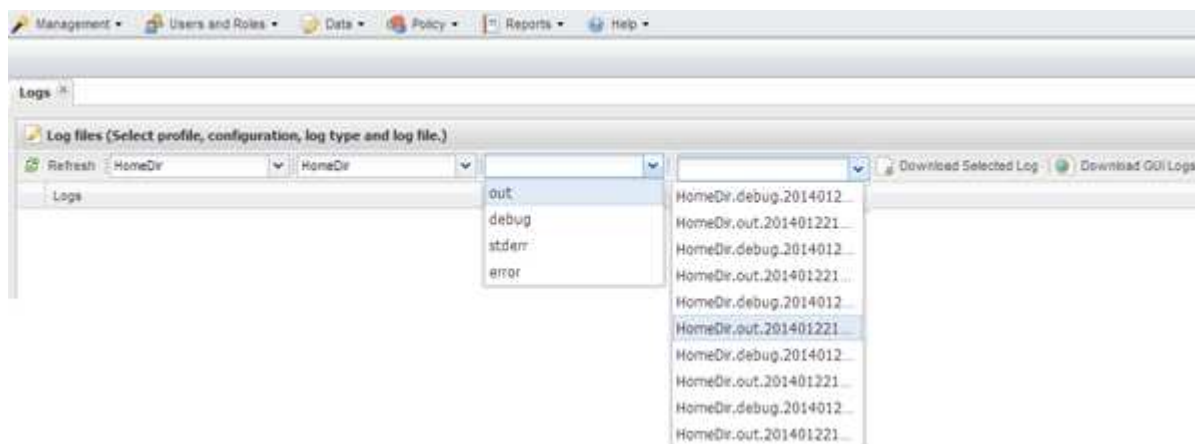 Management Users and Roles Data Policy Reports Help
Logs
Log files (Select profile, configuration, log type and log file.)
Refresh HomeDir HomeDir Download Selected Log Download GUI Logs
Logs
out
debug
stderr
error
HomeDir.debug.2014012...
HomeDir.out.201401221...
HomeDir.debug.2014012...
HomeDir.out.201401221...
HomeDir.debug.2014012...
HomeDir.out.201401221...
HomeDir.debug.2014012...
HomeDir.out.201401221...
HomeDir.debug.2014012...
HomeDir.out.201401221...